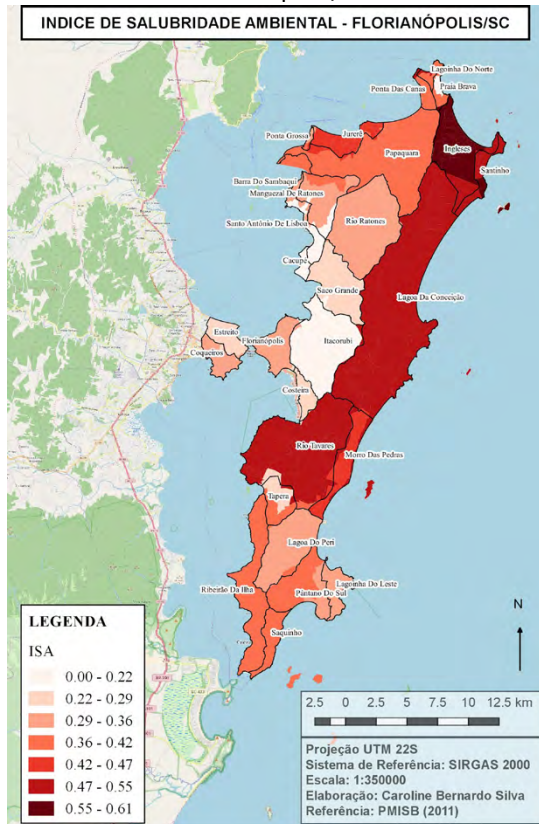 INDICE DE SALUBRIDADE AMBIENTAL - FLORIANÓPOLIS/SC
Lagoinha Do Norte
Ponta Das Canas
Praia Brava
Ponta Grossa
Jurerê
Papaquara
Ingleses
Santinho
Barra Do Sambaqui
Manguezal De Ratones
Rio Ratones
Santo Antônio De Lisboa
Cacupé
Saco Grande
Lagoa Da Conceição
Estreito
Florianópolis
Itacorubi
Coqueiros
Costeira
Rio Tavares
Morro Das Pedras
Tapera
Lagoa Do Peri
Ribeirão Da Ilha
Lagoinha Do Leste
Pântano Do Sul
Saquinho
LEGENDA
ISA
0.00 - 0.22
0.22 - 0.29
0.29 - 0.36
0.36 - 0.42
0.42 - 0.47
0.47 - 0.55
0.55 - 0.61
N
2.5 0 2.5 5 7.5 10 12.5 km
Projeção UTM 22S
Sistema de Referência: SIRGAS 2000
Escala: 1:350000
Elaboração: Caroline Bernardo Silva
Referência: PMISB (2011)